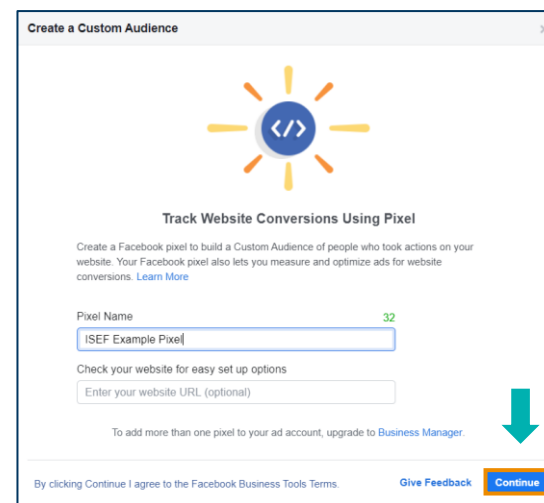 Create a Custom Audience
</>
Track Website Conversions Using Pixel
Create a Facebook pixel to build a Custom Audience of people who took actions on your
website. Your Facebook pixel also lets you measure and optimize ads for website
conversions. Learn More
Pixel Name 32
ISEF Example Pixel
Check your website for easy set up options
Enter your website URL (optional)
To add more than one pixel to your ad account, upgrade to Business Manager.
By clicking Continue I agree to the Facebook Business Tools Terms. Give Feedback Continue